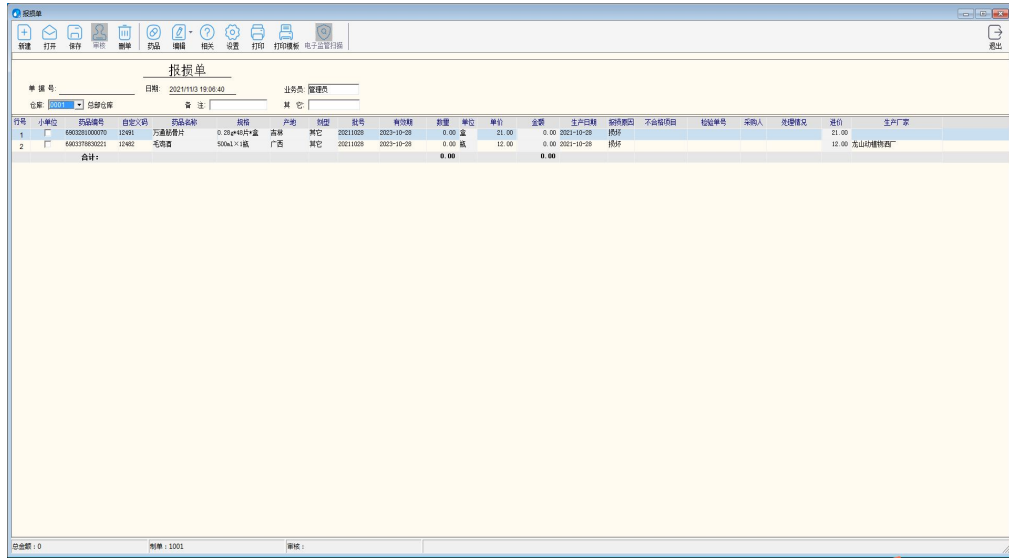 报损单
新建 打开 保存 审核 删单 药品 编辑 相关 设置 打印 打印模板 电子监管扫描 退出
报损单
单 据 号: 日期: 2021/11/3 19:06:40 业务员: 管理员
仓库: 0001 总部仓库 备 注: 其 它:
行号 小单位 药品编号 自定义码 药品名称 规格 产地 剂型 批号 有效期 数量 单位 单价 金额 生产日期 报损原因 不合格项目 检验单号 采购人 处理情况 进价 生产厂家
1 6903281000070 12491 万通筋骨片 0.28g*48片*盒 吉林 其它 20211028 2023-10-28 0.00 盒 21.00 0.00 2021-10-28 损坏 21.00
2 6903378630221 12482 毛鸡酒 500ml×1瓶 广西 其它 20211028 2023-10-28 0.00 瓶 12.00 0.00 2021-10-28 损坏 12.00 龙山动植物酒厂
合计: 0.00 0.00
总金额:0 制单:1001 审核: